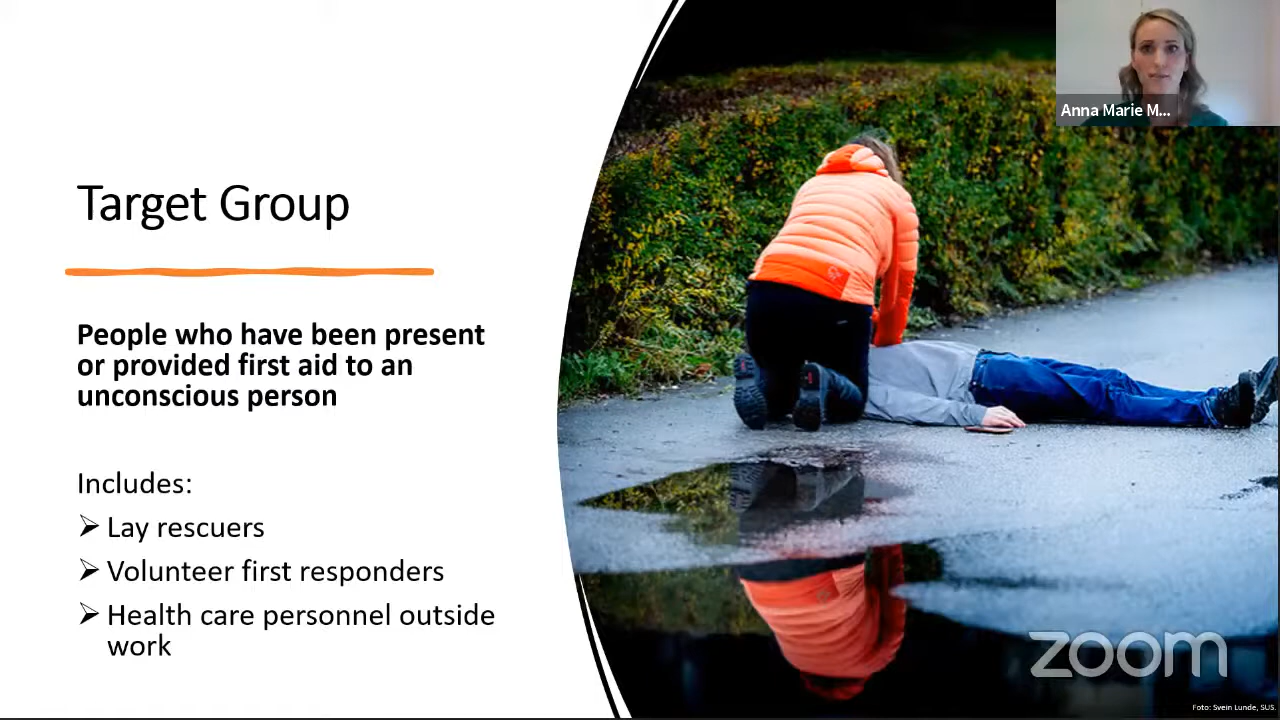 Target Group
People who have been present
or provided first aid to an
unconscious person
Includes:
➢ Lay rescuers
➢ Volunteer first responders
➢ Health care personnel outside
work
Anna Marie M...
zoom
Foto: Svein Lunde, SUS.